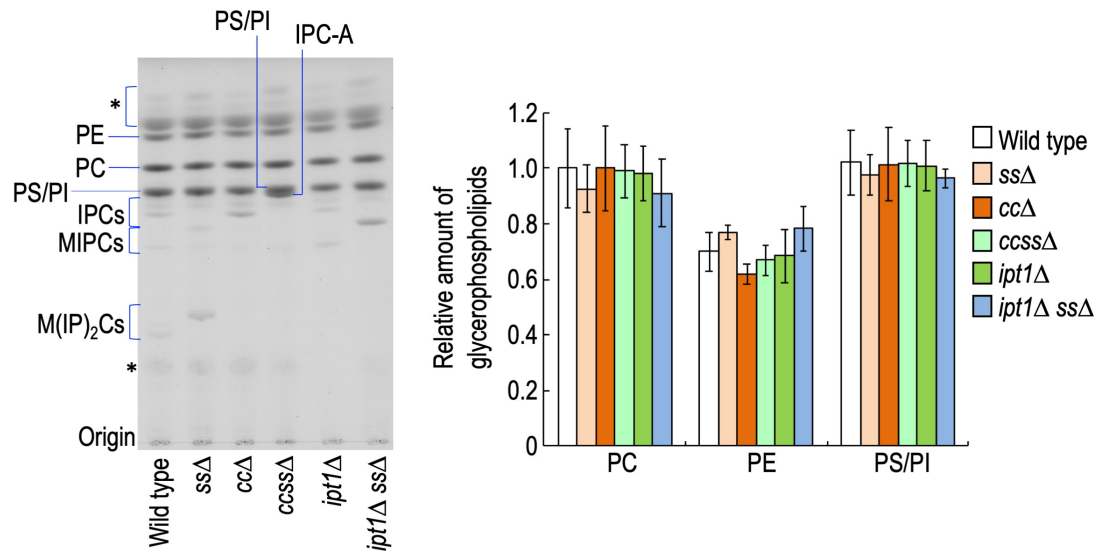 PS/PI
IPC-A
*
PE
PC
PS/PI
IPCs
MIPCs
M(IP)₂Cs
*
Origin
Wild type
ssΔ
ccΔ
ccssΔ
ipt1Δ
ipt1Δ ssΔ
Relative amount of
glycerophospholipids
1.2
1.0
0.8
0.6
0.4
0.2
0
PC
PE
PS/PI
Wild type
ssΔ
ccΔ
ccssΔ
ipt1Δ
ipt1Δ ssΔ